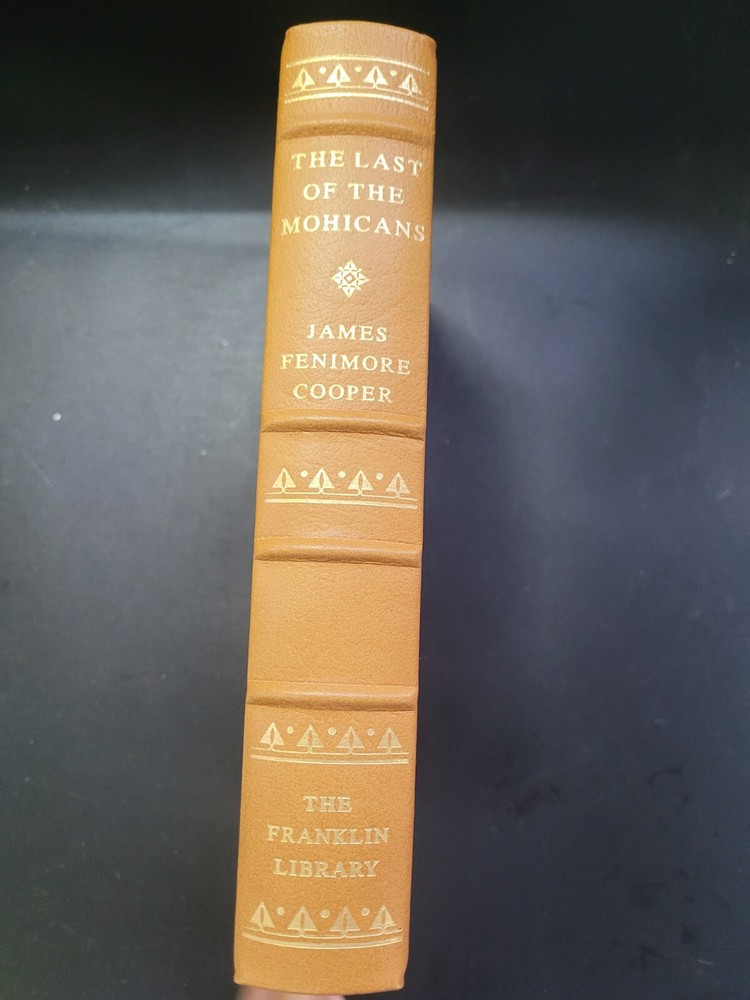 THE LAST
OF THE
MOHICANS
JAMES
FENIMORE
COOPER
THE
FRANKLIN
LIBRARY